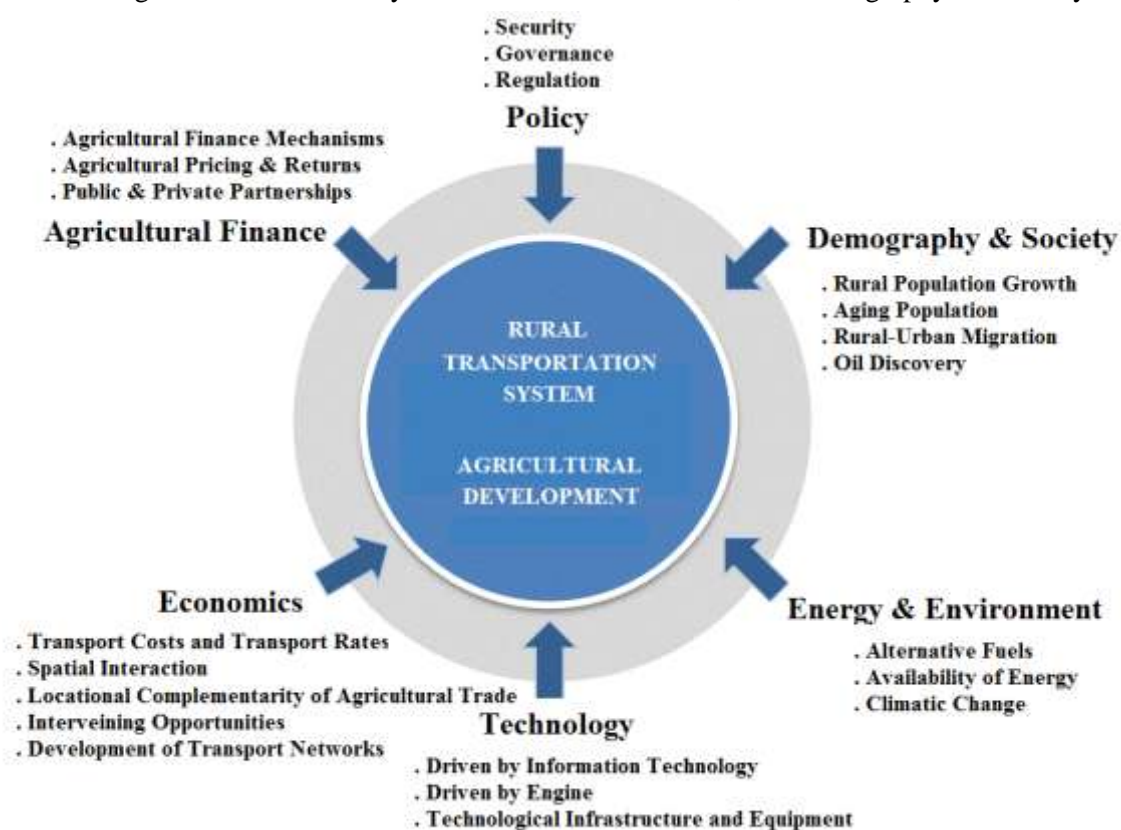 . Security
. Governance
. Regulation
Policy
. Agricultural Finance Mechanisms
. Agricultural Pricing & Returns
. Public & Private Partnerships
Agricultural Finance
Demography & Society
. Rural Population Growth
. Aging Population
. Rural-Urban Migration
. Oil Discovery
RURAL
TRANSPORTATION
SYSTEM
AGRICULTURAL
DEVELOPMENT
Economics
. Transport Costs and Transport Rates
. Spatial Interaction
. Locational Complementarity of Agricultural Trade
. Interveining Opportunities
. Development of Transport Networks
Energy & Environment
. Alternative Fuels
. Availability of Energy
. Climatic Change
Technology
. Driven by Information Technology
. Driven by Engine
. Technological Infrastructure and Equipment